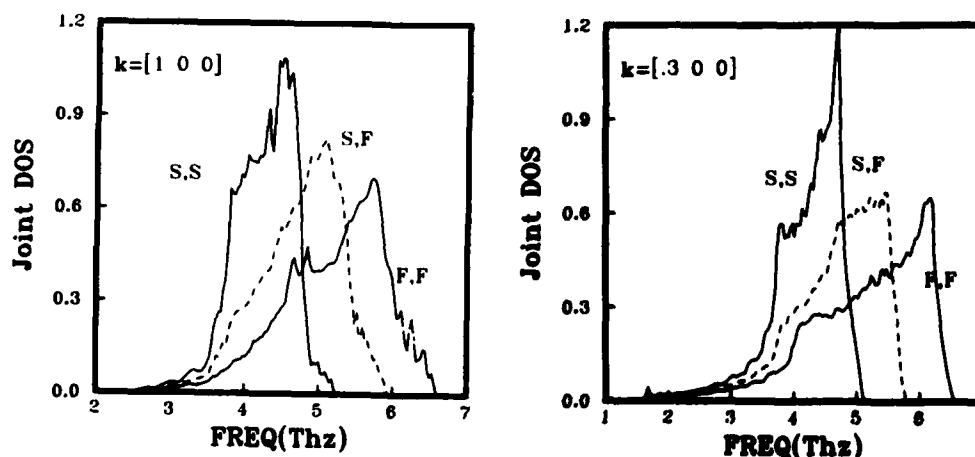 1.2
0.9
0.6
0.3
0.0
Joint DOS
k=[1 0 0]
S,S
S,F
F,F
2 3 4 5 6 7
FREQ(Thz)
1.2
0.9
0.6
0.3
0.0
Joint DOS
k=[.3 0 0]
S,S
S,F
F,F
1 2 3 4 5 6
FREQ(Thz)